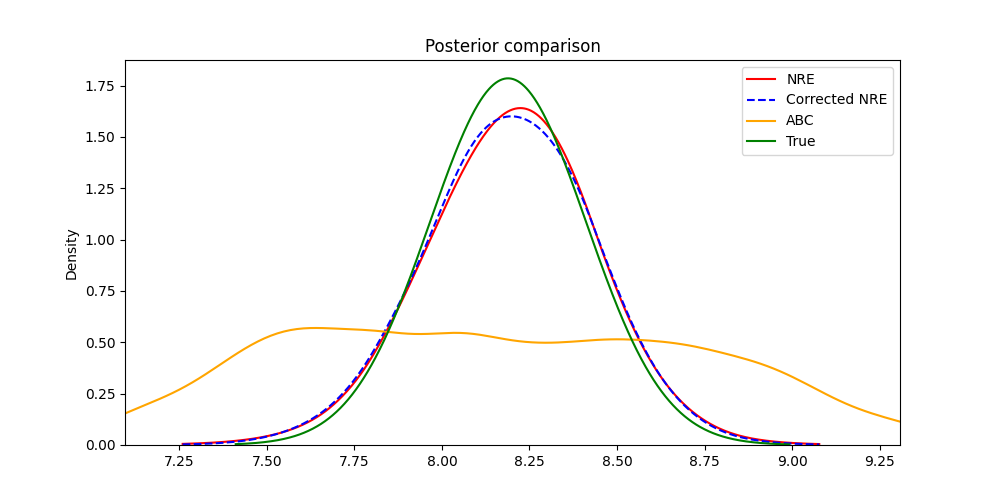 Posterior comparison
NRE
Corrected NRE
ABC
True
Density
1.75
1.50
1.25
1.00
0.75
0.50
0.25
0.00
7.25 7.50 7.75 8.00 8.25 8.50 8.75 9.00 9.25